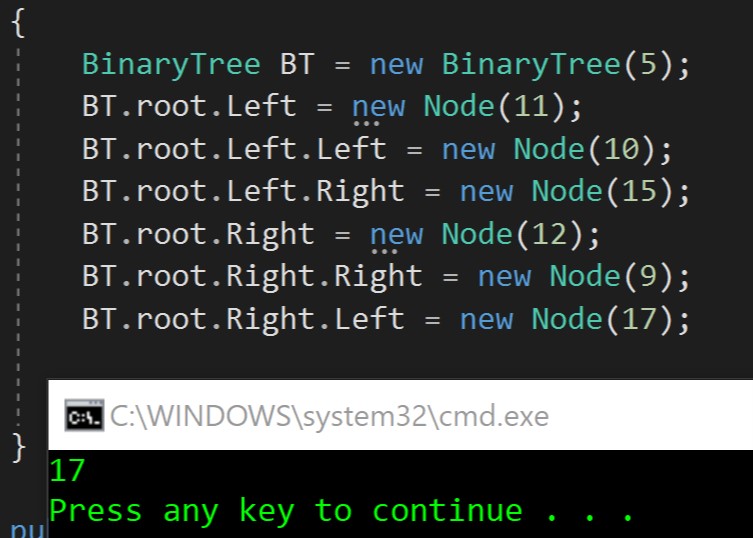 {
BinaryTree BT = new BinaryTree(5);
BT.root.Left = new Node(11);
BT.root.Left.Left = new Node(10);
BT.root.Left.Right = new Node(15);
BT.root.Right = new Node(12);
BT.root.Right.Right = new Node(9);
BT.root.Right.Left = new Node(17);
C:\WINDOWS\system32\cmd.exe
}
17
Press any key to continue . . .